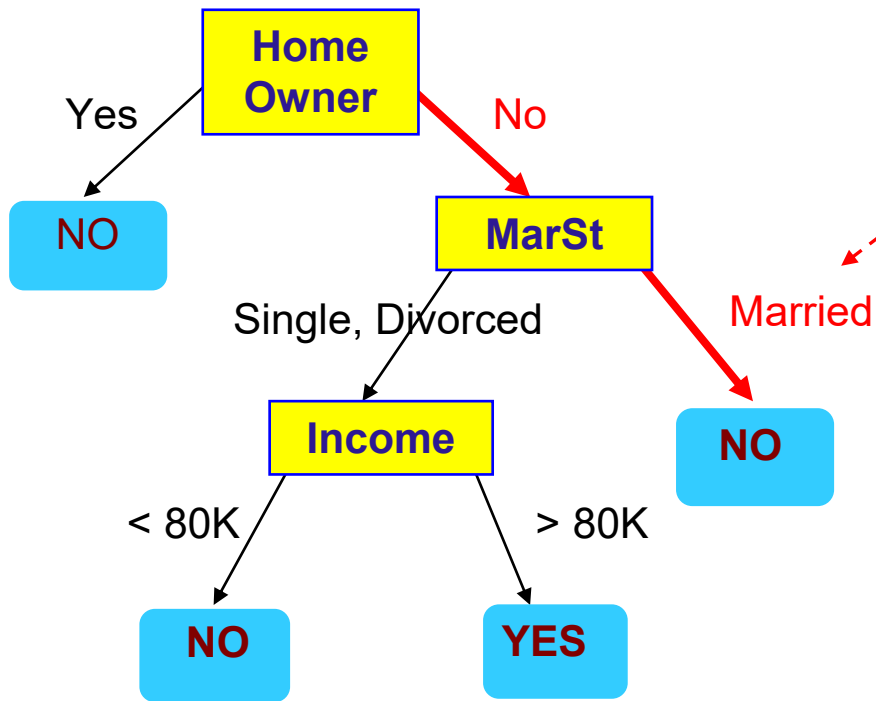 Home
Owner
Yes
No
NO
MarSt
Single, Divorced
Married
Income
NO
< 80K
> 80K
NO
YES